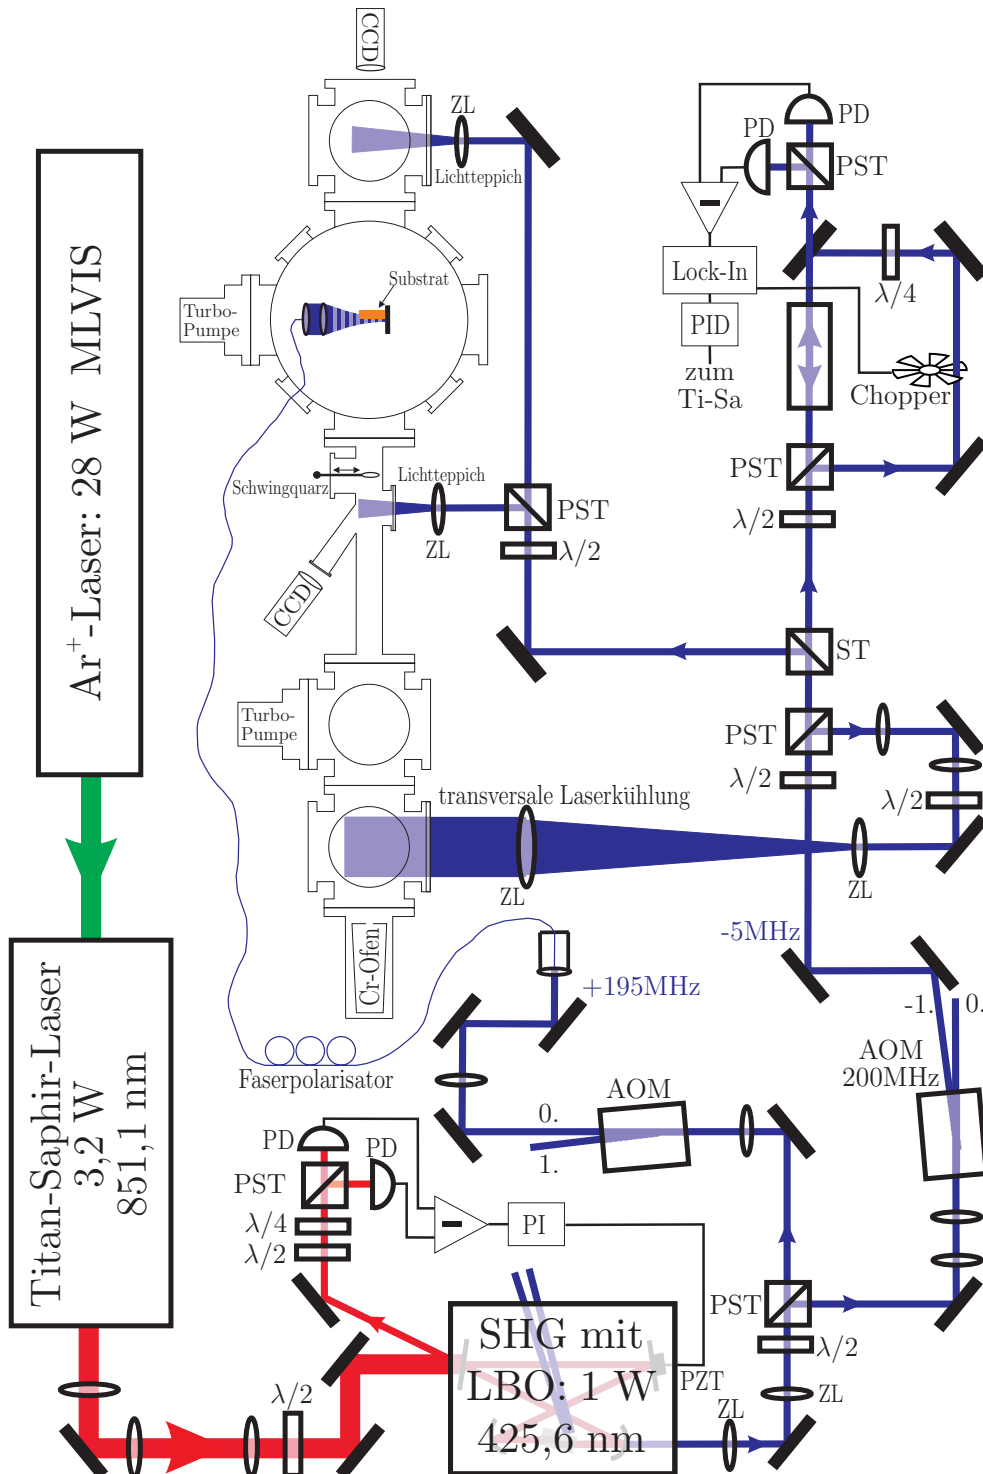 CCD
ZL
Lichtteppich
PD
PD
PST
Lock-In
PID
zum
Ti-Sa
λ/4
Chopper
Ar⁺-Laser: 28 W MLVIS
Turbo-
Pumpe
Substrat
Schwingquarz
Lichtteppich
ZL
PST
λ/2
CCD
PST
λ/2
ST
PST
λ/2
λ/2
Turbo-
Pumpe
transversale Laserkühlung
ZL
ZL
Cr-Ofen
-5MHz
+195MHz
-1.
0.
AOM
200MHz
Faserpolarisator
AOM
0.
1.
Titan-Saphir-Laser
3,2 W
851,1 nm
PD
PD
PST
λ/4
λ/2
PI
PST
λ/2
SHG mit
LBO: 1 W
425,6 nm
PZT
ZL
ZL
λ/2